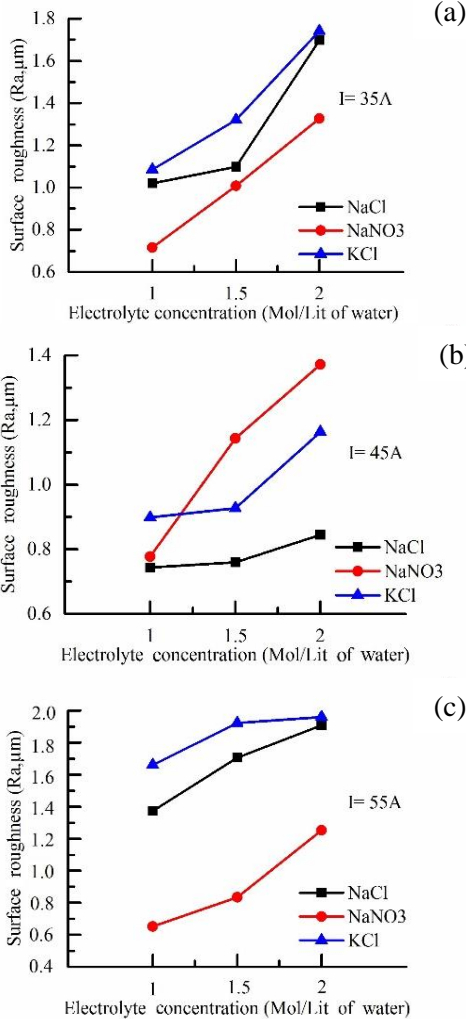 (a)
1.8
1.6
1.4
1.2
1.0
0.8
0.6
Surface roughness (Ra,μm)
I= 35A
NaCl
NaNO3
KCl
1 1.5 2
Electrolyte concentration (Mol/Lit of water)
(b)
1.4
1.2
1.0
0.8
0.6
Surface roughness (Ra,μm)
I= 45A
NaCl
NaNO3
KCl
1 1.5 2
Electrolyte concentration (Mol/Lit of water)
(c)
2.0
1.8
1.6
1.4
1.2
1.0
0.8
0.6
0.4
Surface roughness (Ra,μm)
I= 55A
NaCl
NaNO3
KCl
1 1.5 2
Electrolyte concentration (Mol/Lit of water)